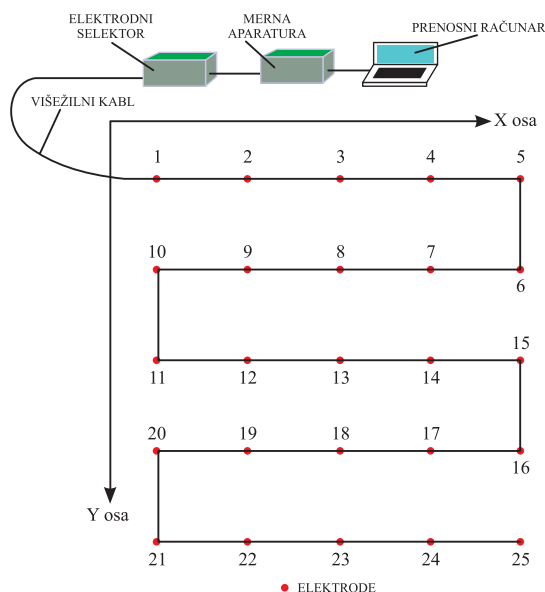 ELEKTRODNI
SELEKTOR
MERNA
APARATURA
PRENOSNI RAČUNAR
VIŠEŽILNI KABL
X osa
1 2 3 4 5
10 9 8 7
6
15
11 12 13 14
20 19 18 17
16
Y osa
21 22 23 24 25
ELEKTRODE